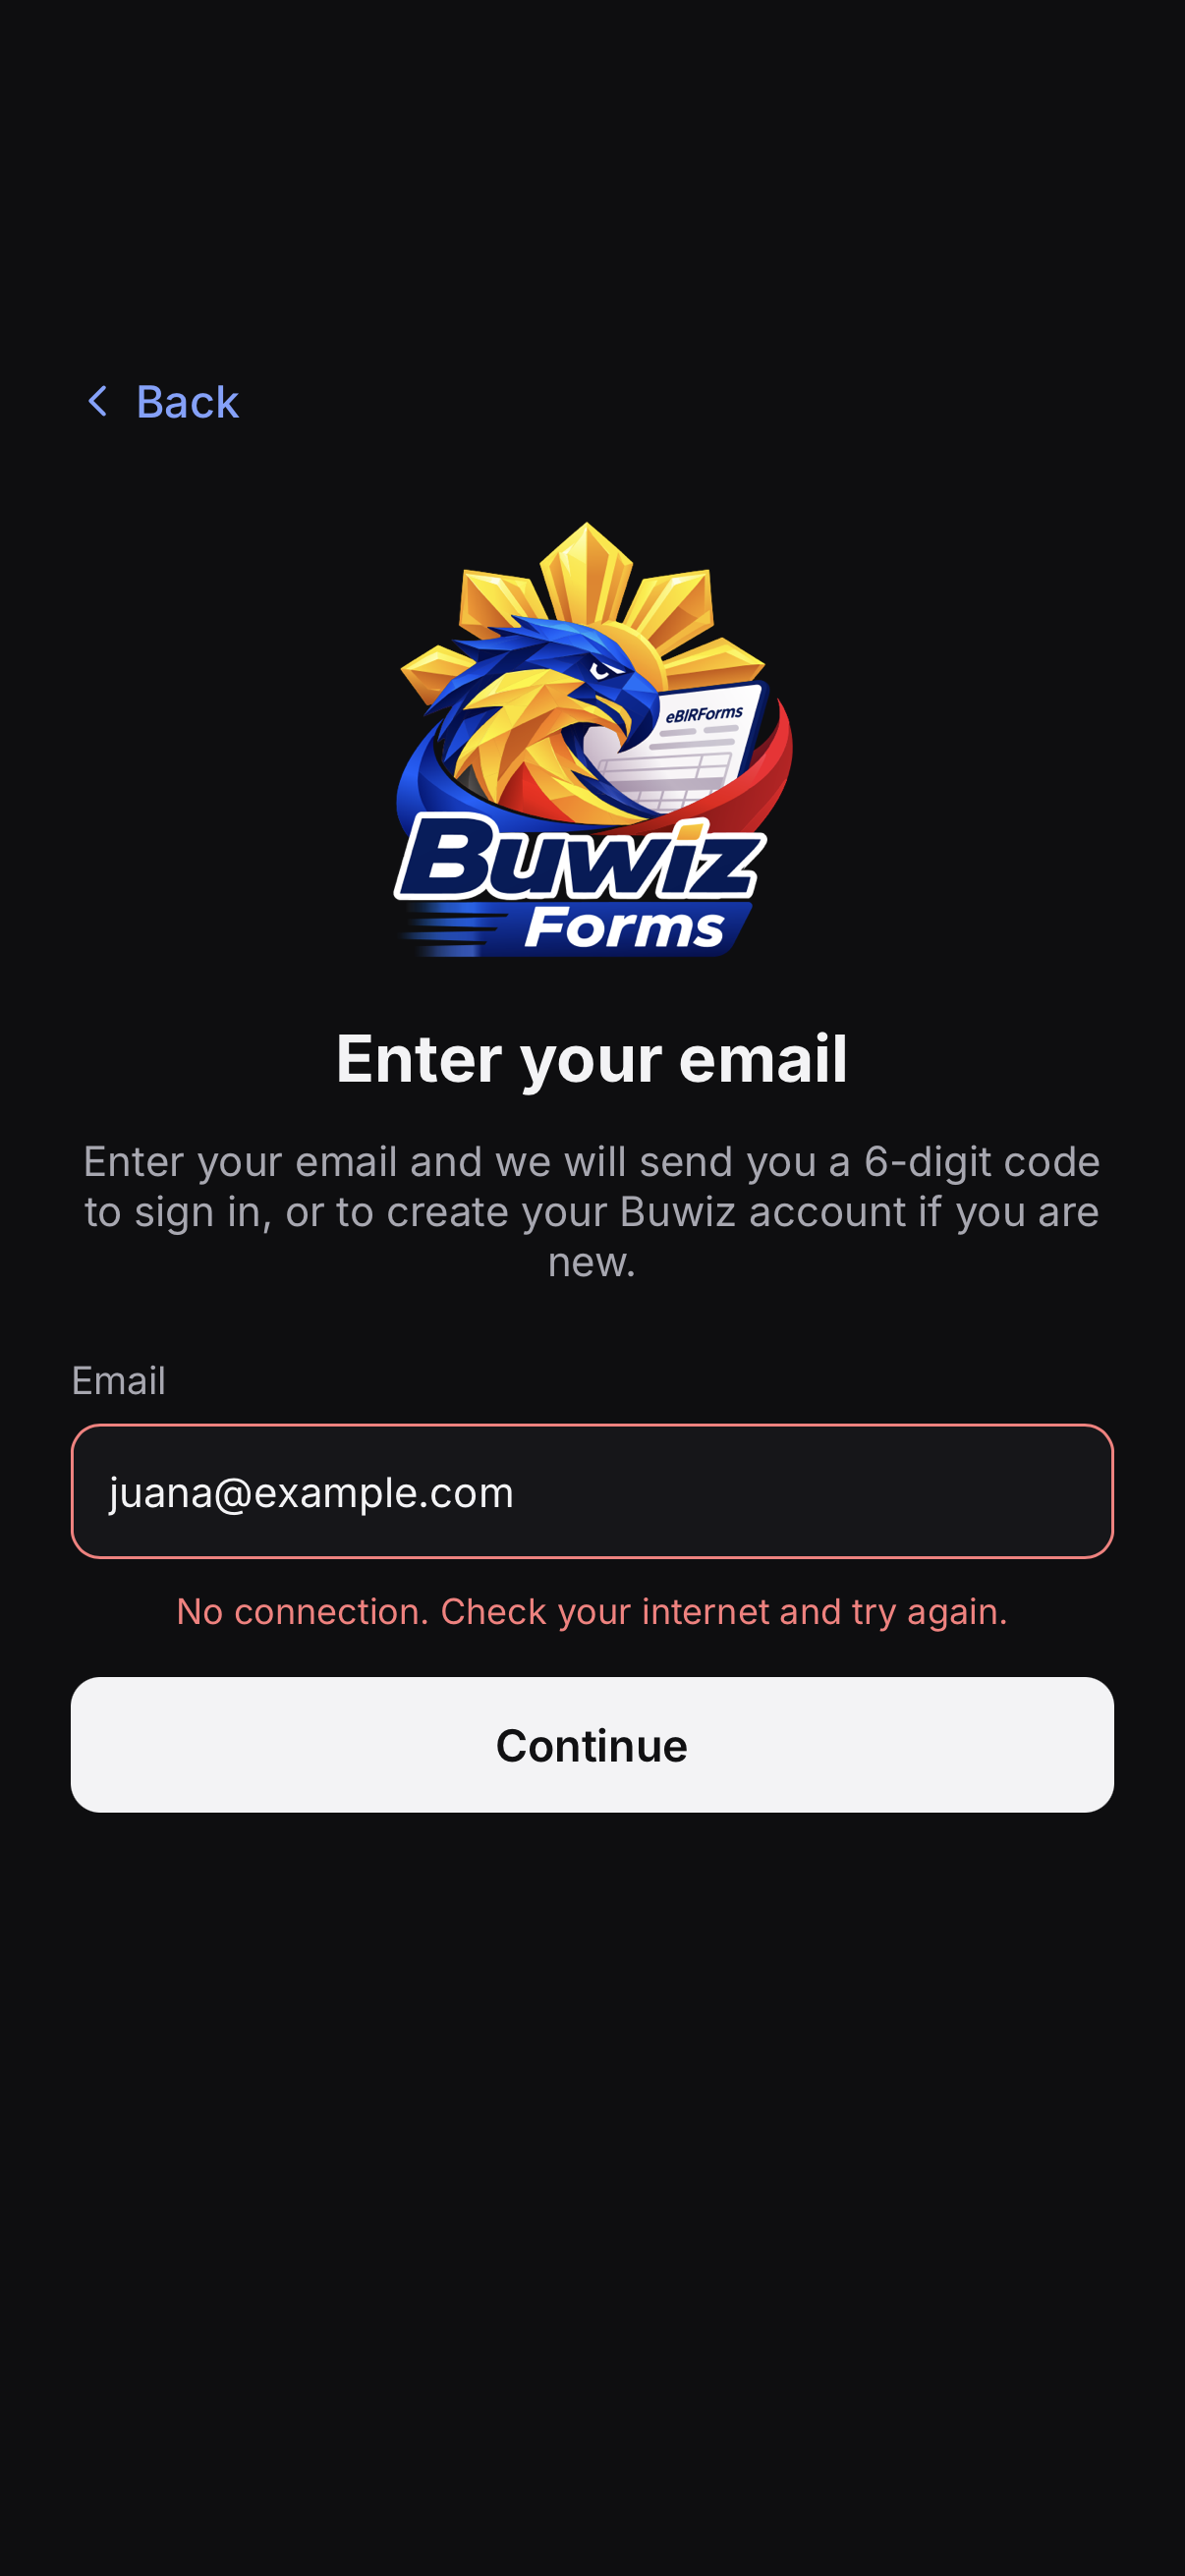 Back
eBIRForms
Buwiz
Forms
Enter your email
Enter your email and we will send you a 6-digit code
to sign in, or to create your Buwiz account if you are
new.
Email
juana@example.com
No connection. Check your internet and try again.
Continue